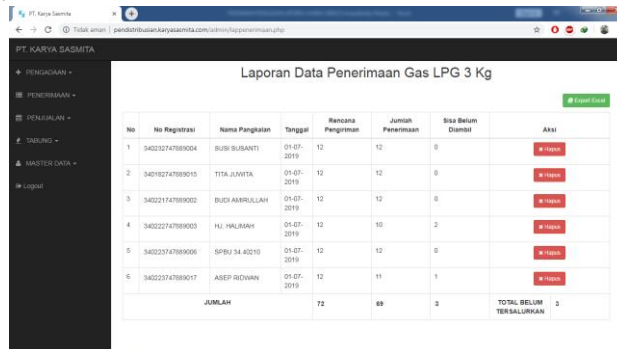 PT. Karya Sasmita
Tidak aman | pendistribusian.karyasasmita.com/admin/lappenerimaan.php
PT. KARYA SASMITA
PENGADAAN
PENERIMAAN
PENJUALAN
TABUNG
MASTER DATA
Logout
Laporan Data Penerimaan Gas LPG 3 Kg
Export Excel
No No Registrasi Nama Pangkalan Tanggal Rencana Pengiriman Jumlah Penerimaan Sisa Belum Diambil Aksi
1 340232747889004 SUSI SUSANTI 01-07-2019 12 12 0 Hapus
2 340182747889015 TITA JUWITA 01-07-2019 12 12 0 Hapus
3 340221747889002 BUDI AMIRULLAH 01-07-2019 12 12 0 Hapus
4 340222747889003 HJ. HALIMAH 01-07-2019 12 10 2 Hapus
5 340223747889006 SPBU 34.40210 01-07-2019 12 12 0 Hapus
6 340223747889017 ASEP RIDWAN 01-07-2019 12 11 1 Hapus
JUMLAH 72 69 3 TOTAL BELUM TERSALURKAN 3